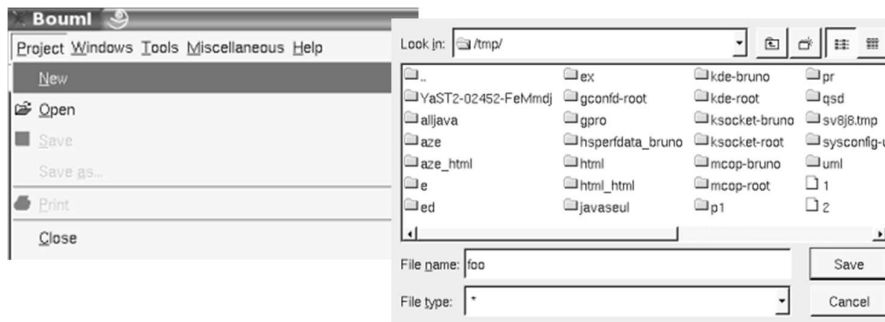 Bouml
Project Windows Tools Miscellaneous Help
New
Open
Save
Save as...
Print
Close
Look in: /tmp/
..
YaST2-02452-FeMmdj
alljava
aze
aze_html
e
ed
ex
gconfd-root
gpro
hsperfdata_bruno
html
html_html
javaseul
kde-bruno
kde-root
ksocket-bruno
ksocket-root
mcop-bruno
mcop-root
p1
pr
qsd
sv8j8.tmp
sysconfig-u
uml
1
2
File name: foo
Save
File type: *
Cancel